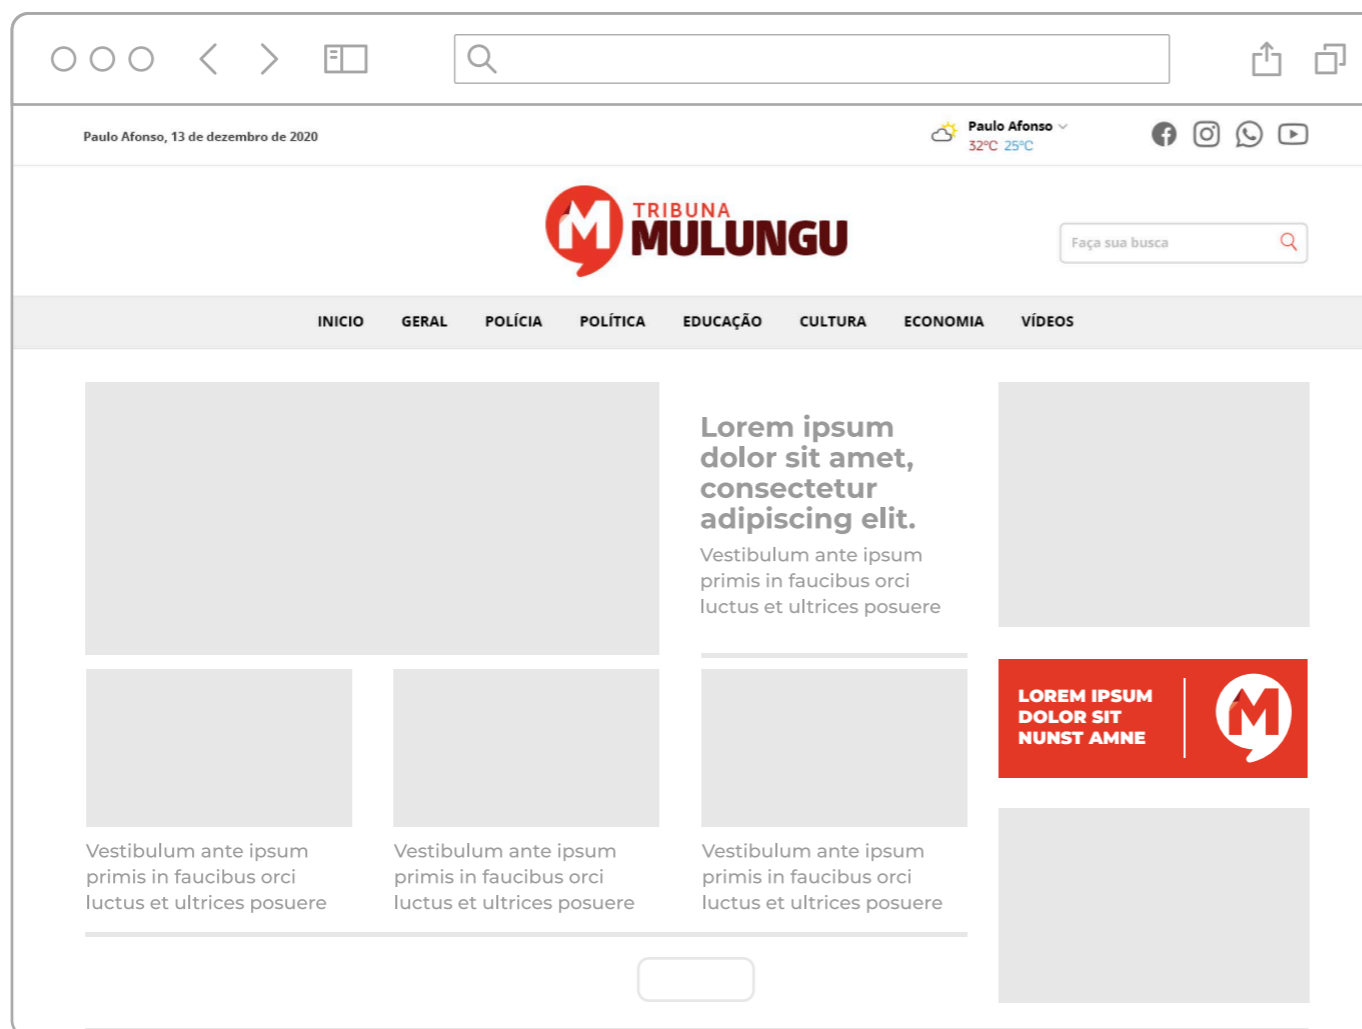 Paulo Afonso, 13 de dezembro de 2020
Paulo Afonso
32ºC 25ºC
TRIBUNA
MULUNGU
Faça sua busca
INICIO GERAL POLÍCIA POLÍTICA EDUCAÇÃO CULTURA ECONOMIA VÍDEOS
Lorem ipsum
dolor sit amet,
consectetur
adipiscing elit.
Vestibulum ante ipsum
primis in faucibus orci
luctus et ultrices posuere
LOREM IPSUM
DOLOR SIT
NUNST AMNE
M
Vestibulum ante ipsum
primis in faucibus orci
luctus et ultrices posuere
Vestibulum ante ipsum
primis in faucibus orci
luctus et ultrices posuere
Vestibulum ante ipsum
primis in faucibus orci
luctus et ultrices posuere